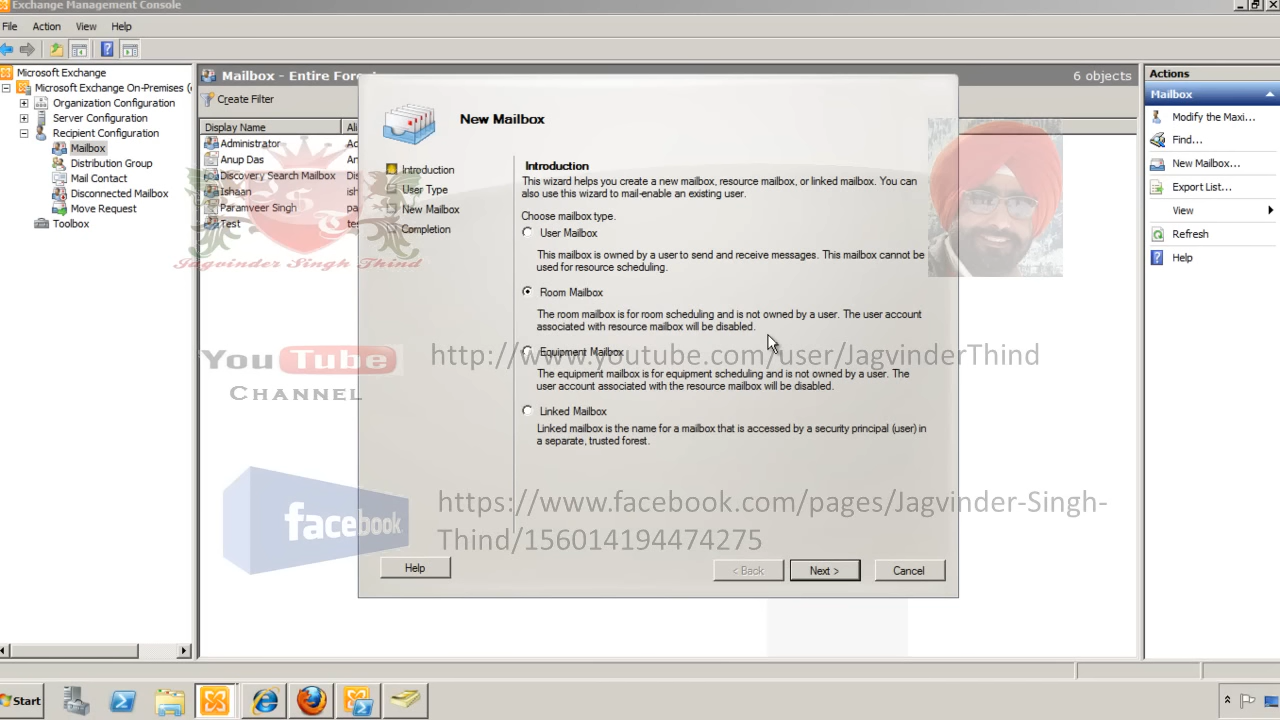 Exchange Management Console
File Action View Help
Microsoft Exchange
Microsoft Exchange On-Premises (
Organization Configuration
Server Configuration
Recipient Configuration
Mailbox
Distribution Group
Mail Contact
Disconnected Mailbox
Move Request
Toolbox
Mailbox - Entire Fore
6 objects
Create Filter
Display Name
Ali
Administrator
Ad
Anup Das
An
Discovery Search Mailbox
Dis
Ishaan
ish
Paramveer Singh
pa
Test
tes
Jagvinder Singh Thind
New Mailbox
Introduction
User Type
New Mailbox
Completion
Introduction
This wizard helps you create a new mailbox, resource mailbox, or linked mailbox. You can
also use this wizard to mail-enable an existing user.
Choose mailbox type.
User Mailbox
This mailbox is owned by a user to send and receive messages. This mailbox cannot be
used for resource scheduling.
Room Mailbox
The room mailbox is for room scheduling and is not owned by a user. The user account
associated with resource mailbox will be disabled.
Equipment Mailbox
The equipment mailbox is for equipment scheduling and is not owned by a user. The
user account associated with the resource mailbox will be disabled.
Linked Mailbox
Linked mailbox is the name for a mailbox that is accessed by a security principal (user) in
a separate, trusted forest.
Help
< Back
Next >
Cancel
You Tube
Channel
http://www.youtube.com/user/JagvinderThind
facebook
https://www.facebook.com/pages/Jagvinder-Singh-
Thind/156014194474275
Actions
Mailbox
Modify the Maxi...
Find...
New Mailbox...
Export List...
View
Refresh
Help
Start